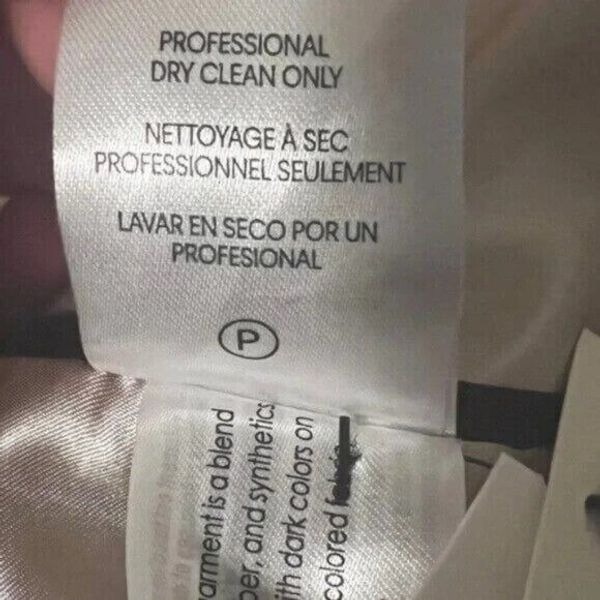 PROFESSIONAL
DRY CLEAN ONLY
NETTOYAGE À SEC
PROFESSIONNEL SEULEMENT
LAVAR EN SECO POR UN
PROFESIONAL
P
arment is a blend
ber, and synthetics
ith dark colors on
colored